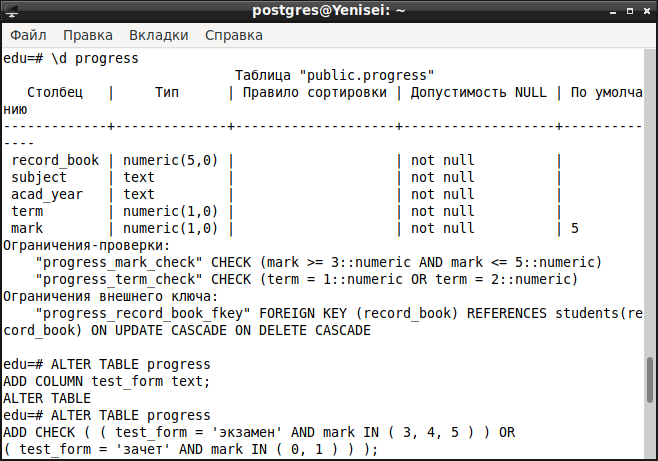 postgres@Yenisei: ~
Файл Правка Вкладки Справка
edu=# \d progress
                             Таблица "public.progress"
   Столбец   |     Тип      | Правило сортировки | Допустимость NULL | По умолча
нию
-------------+--------------+--------------------+-------------------+----------
----
 record_book | numeric(5,0) |                    | not null          |
 subject     | text         |                    | not null          |
 acad_year   | text         |                    | not null          |
 term        | numeric(1,0) |                    | not null          |
 mark        | numeric(1,0) |                    | not null          | 5
Ограничения-проверки:
    "progress_mark_check" CHECK (mark >= 3::numeric AND mark <= 5::numeric)
    "progress_term_check" CHECK (term = 1::numeric OR term = 2::numeric)
Ограничения внешнего ключа:
    "progress_record_book_fkey" FOREIGN KEY (record_book) REFERENCES students(re
cord_book) ON UPDATE CASCADE ON DELETE CASCADE

edu=# ALTER TABLE progress
ADD COLUMN test_form text;
ALTER TABLE
edu=# ALTER TABLE progress
ADD CHECK ( ( test_form = 'экзамен' AND mark IN ( 3, 4, 5 ) ) OR
( test_form = 'зачет' AND mark IN ( 0, 1 ) ) );